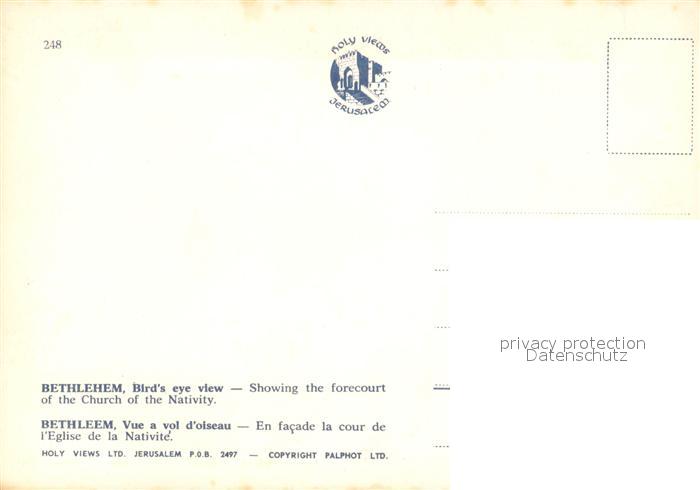 248
HOLY VIEWS
JERUSALEM
privacy protection
Datenschutz
BETHLEHEM, Bird's eye view — Showing the forecourt
of the Church of the Nativity.
BETHLEEM, Vue a vol d'oiseau — En façade la cour de
l'Eglise de la Nativité.
HOLY VIEWS LTD. JERUSALEM P.O.B. 2497 — COPYRIGHT PALPHOT LTD.